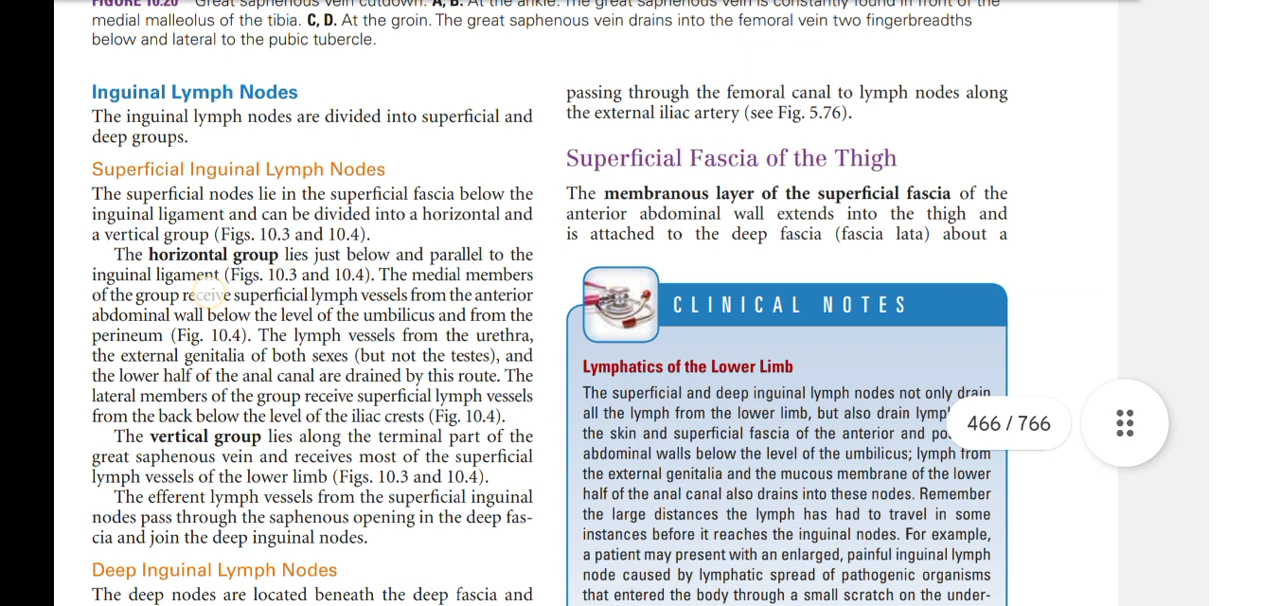 FIGURE 10.20 Great saphenous vein cutdown. A, B. At the ankle. The great saphenous vein is constantly found in front of the
medial malleolus of the tibia. C, D. At the groin. The great saphenous vein drains into the femoral vein two fingerbreadths
below and lateral to the pubic tubercle.
Inguinal Lymph Nodes
The inguinal lymph nodes are divided into superficial and
deep groups.
Superficial Inguinal Lymph Nodes
The superficial nodes lie in the superficial fascia below the
inguinal ligament and can be divided into a horizontal and
a vertical group (Figs. 10.3 and 10.4).
The horizontal group lies just below and parallel to the
inguinal ligament (Figs. 10.3 and 10.4). The medial members
of the group receive superficial lymph vessels from the anterior
abdominal wall below the level of the umbilicus and from the
perineum (Fig. 10.4). The lymph vessels from the urethra,
the external genitalia of both sexes (but not the testes), and
the lower half of the anal canal are drained by this route. The
lateral members of the group receive superficial lymph vessels
from the back below the level of the iliac crests (Fig. 10.4).
The vertical group lies along the terminal part of the
great saphenous vein and receives most of the superficial
lymph vessels of the lower limb (Figs. 10.3 and 10.4).
The efferent lymph vessels from the superficial inguinal
nodes pass through the saphenous opening in the deep fas-
cia and join the deep inguinal nodes.
Deep Inguinal Lymph Nodes
The deep nodes are located beneath the deep fascia and
passing through the femoral canal to lymph nodes along
the external iliac artery (see Fig. 5.76).
Superficial Fascia of the Thigh
The membranous layer of the superficial fascia of the
anterior abdominal wall extends into the thigh and
is attached to the deep fascia (fascia lata) about a
CLINICAL NOTES
Lymphatics of the Lower Limb
The superficial and deep inguinal lymph nodes not only drain
all the lymph from the lower limb, but also drain
the skin and superficial fascia of the anterior and
abdominal walls below the level of the umbilicus; lymph from
the external genitalia and the mucous membrane of the lower
half of the anal canal also drains into these nodes. Remember
the large distances the lymph has had to travel in some
instances before it reaches the inguinal nodes. For example,
a patient may present with an enlarged, painful inguinal lymph
node caused by lymphatic spread of pathogenic organisms
that entered the body through a small scratch on the under-
466 / 766